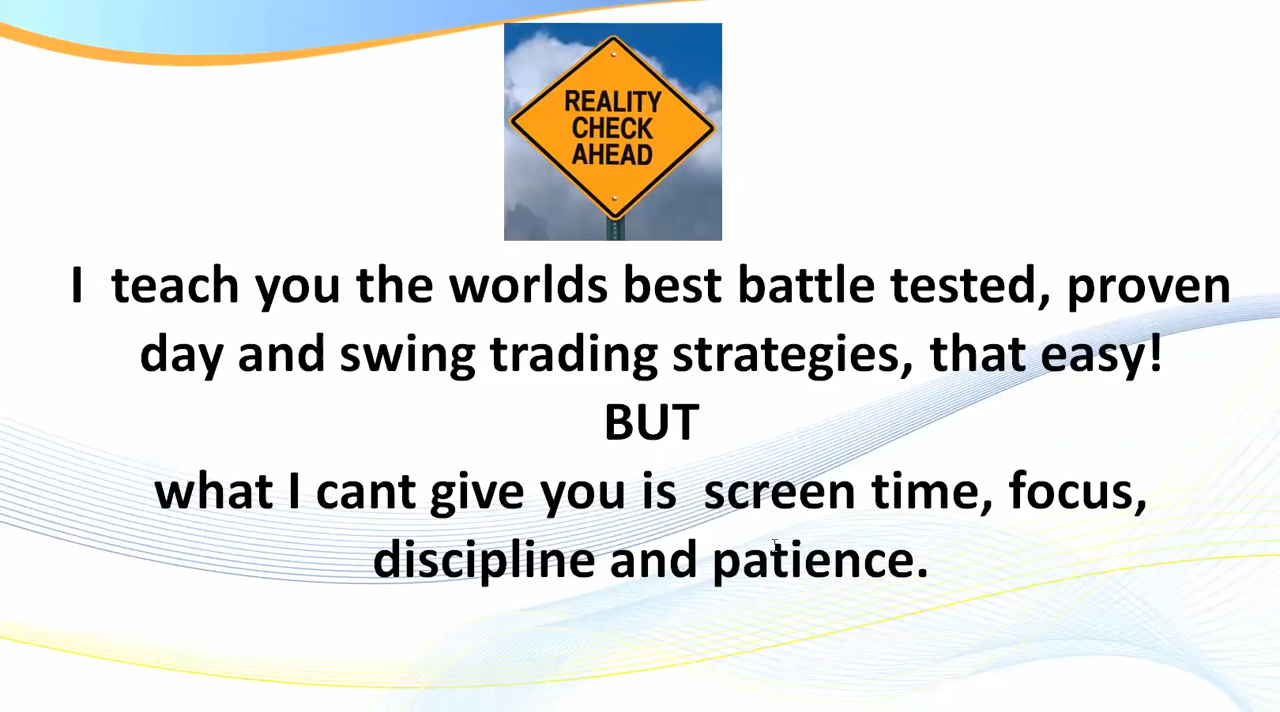 REALITY
CHECK
AHEAD
I teach you the worlds best battle tested, proven
day and swing trading strategies, that easy!
BUT
what I cant give you is screen time, focus,
discipline and patience.